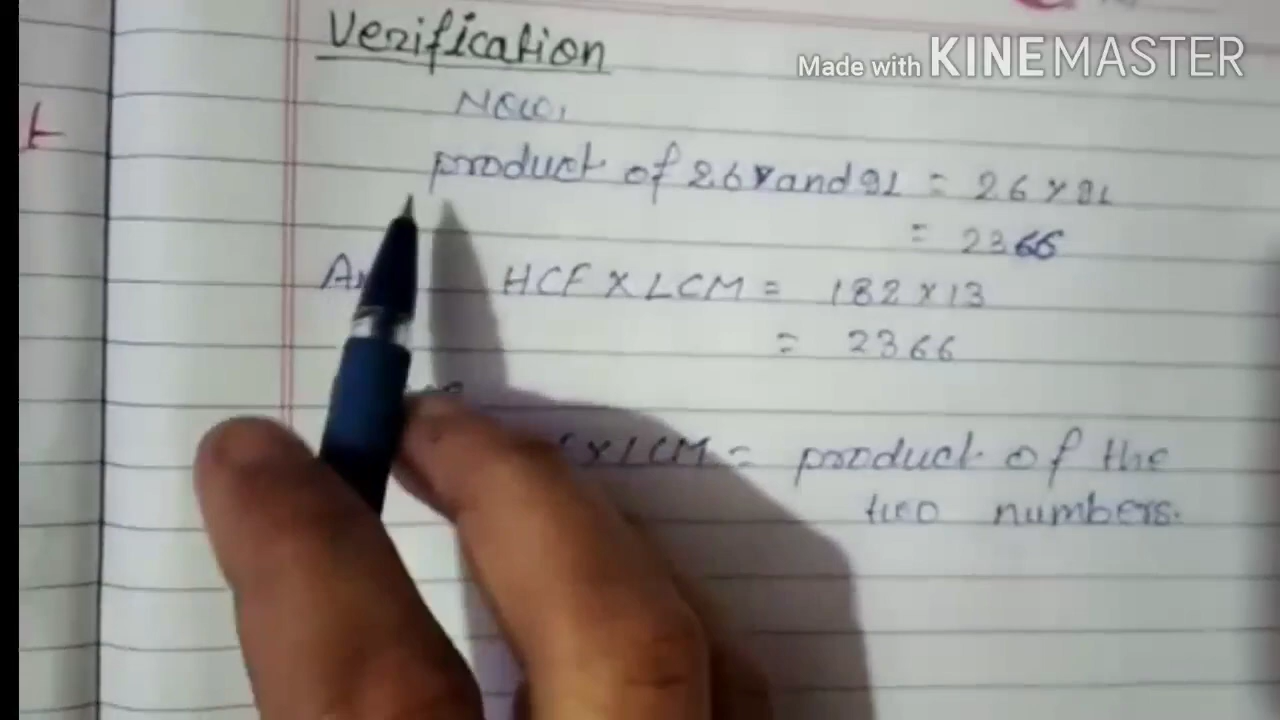 Made with KINEMASTER
Verification
Now,
product of 26 and 91 = 26 × 91
= 2366
HCF × LCM = 182 × 13
= 2366
× LCM = product of the
two numbers.